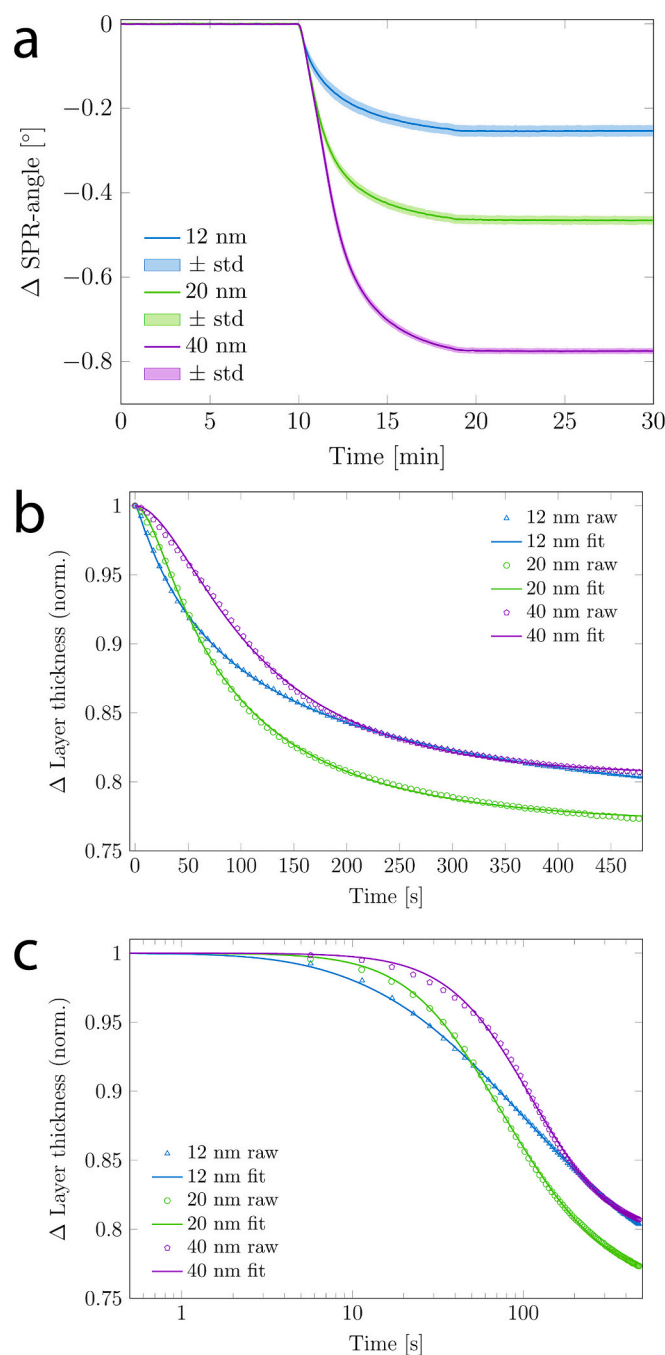 a
0
−0.2
−0.4
−0.6
−0.8
Δ SPR-angle [°]
12 nm
± std
20 nm
± std
40 nm
± std
0 5 10 15 20 25 30
Time [min]
b
1
0.95
0.9
0.85
0.8
0.75
Δ Layer thickness (norm.)
12 nm raw
12 nm fit
20 nm raw
20 nm fit
40 nm raw
40 nm fit
0 50 100 150 200 250 300 350 400 450
Time [s]
c
1
0.95
0.9
0.85
0.8
0.75
Δ Layer thickness (norm.)
12 nm raw
12 nm fit
20 nm raw
20 nm fit
40 nm raw
40 nm fit
1 10 100
Time [s]